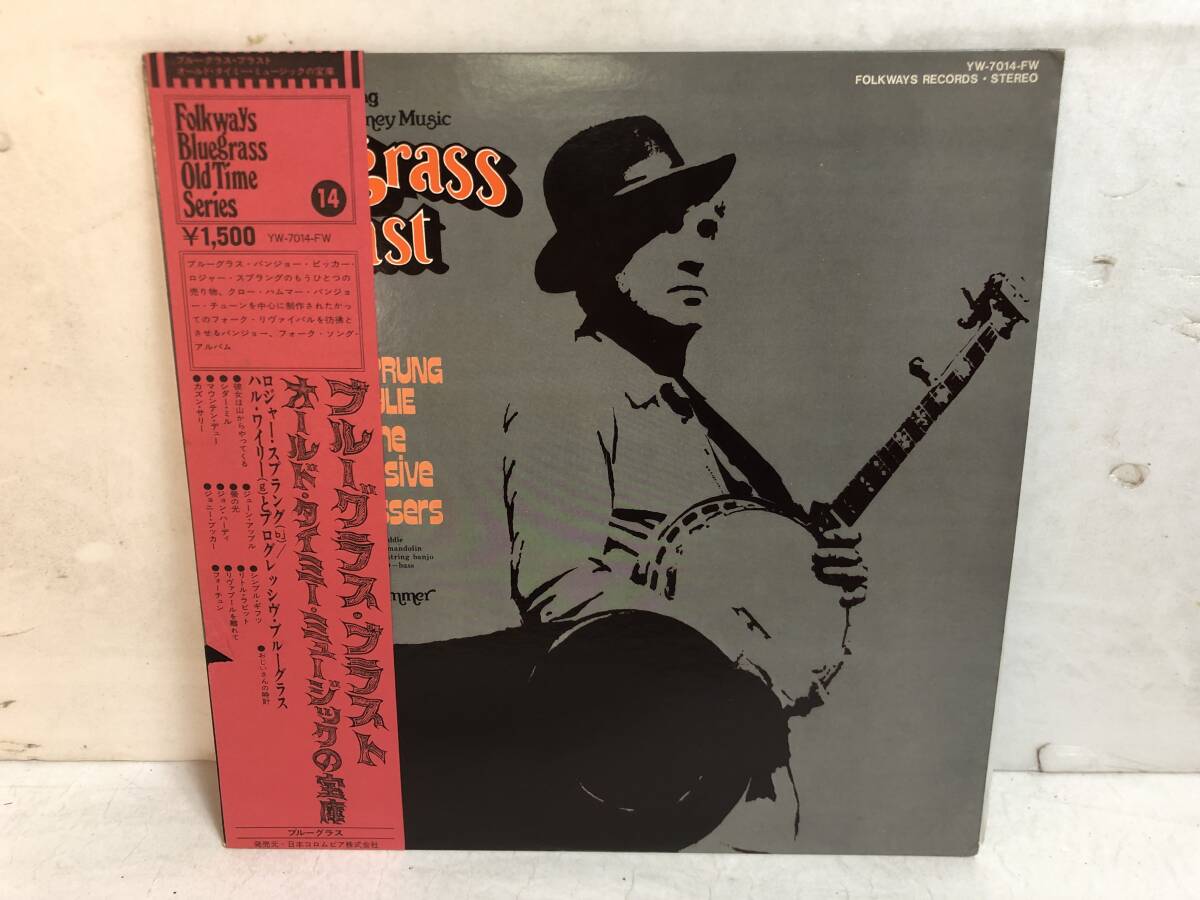 ブルーグラス・ブラスト
オールド・タイミー・ミュージックの宝庫
Folkways
Bluegrass
Old Time
Series
14
¥1,500 YW-7014-FW
ブルーグラス・バンジョー・ピッカー・
ロジャー・スプラングのもうひとつの
売り物、クロー・ハムマー・バンジョ
ー・チューンを中心に制作されたかっ
てのフォーク・リヴァイバルを彷彿と
させるバンジョー、フォーク・ソング・
アルバム
ブルーグラス・ブラスト
オールド・タイミー・ミュージックの宝庫
ロジャー・スプラング(bj)/
ハル・ワイリー(g)とプログレッシヴ・ブルーグラス
●彼女は山からやってくる
●シダー・ミル
●マウンテン・デュー
●カズン・サリー
●ジューン・アップル
●蛍の光
●ジョン・ハーディ
●ジョニー・ブッカー
●シンプル・ギフツ
●リトル・ラビット
●リヴァプールを離れて
●フォーチュン
●おじいさんの時計
ブルーグラス
発売元・日本コロムビア株式会社
YW-7014-FW
FOLKWAYS RECORDS・STEREO
ng
ney Music
grass
ast
PRUNG
LIE
ne
sive
ssers
ddle
mandolin
string banjo
—bass
mmer